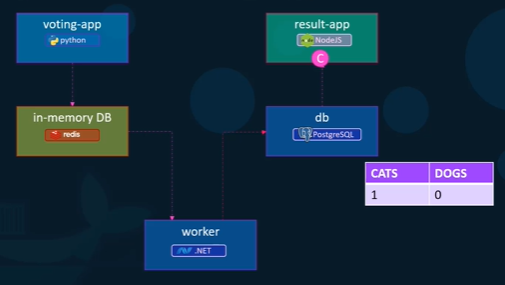 voting-app
python
result-app
NodeJS
C
in-memory DB
redis
db
PostgreSQL
CATS DOGS
1 0
worker
.NET